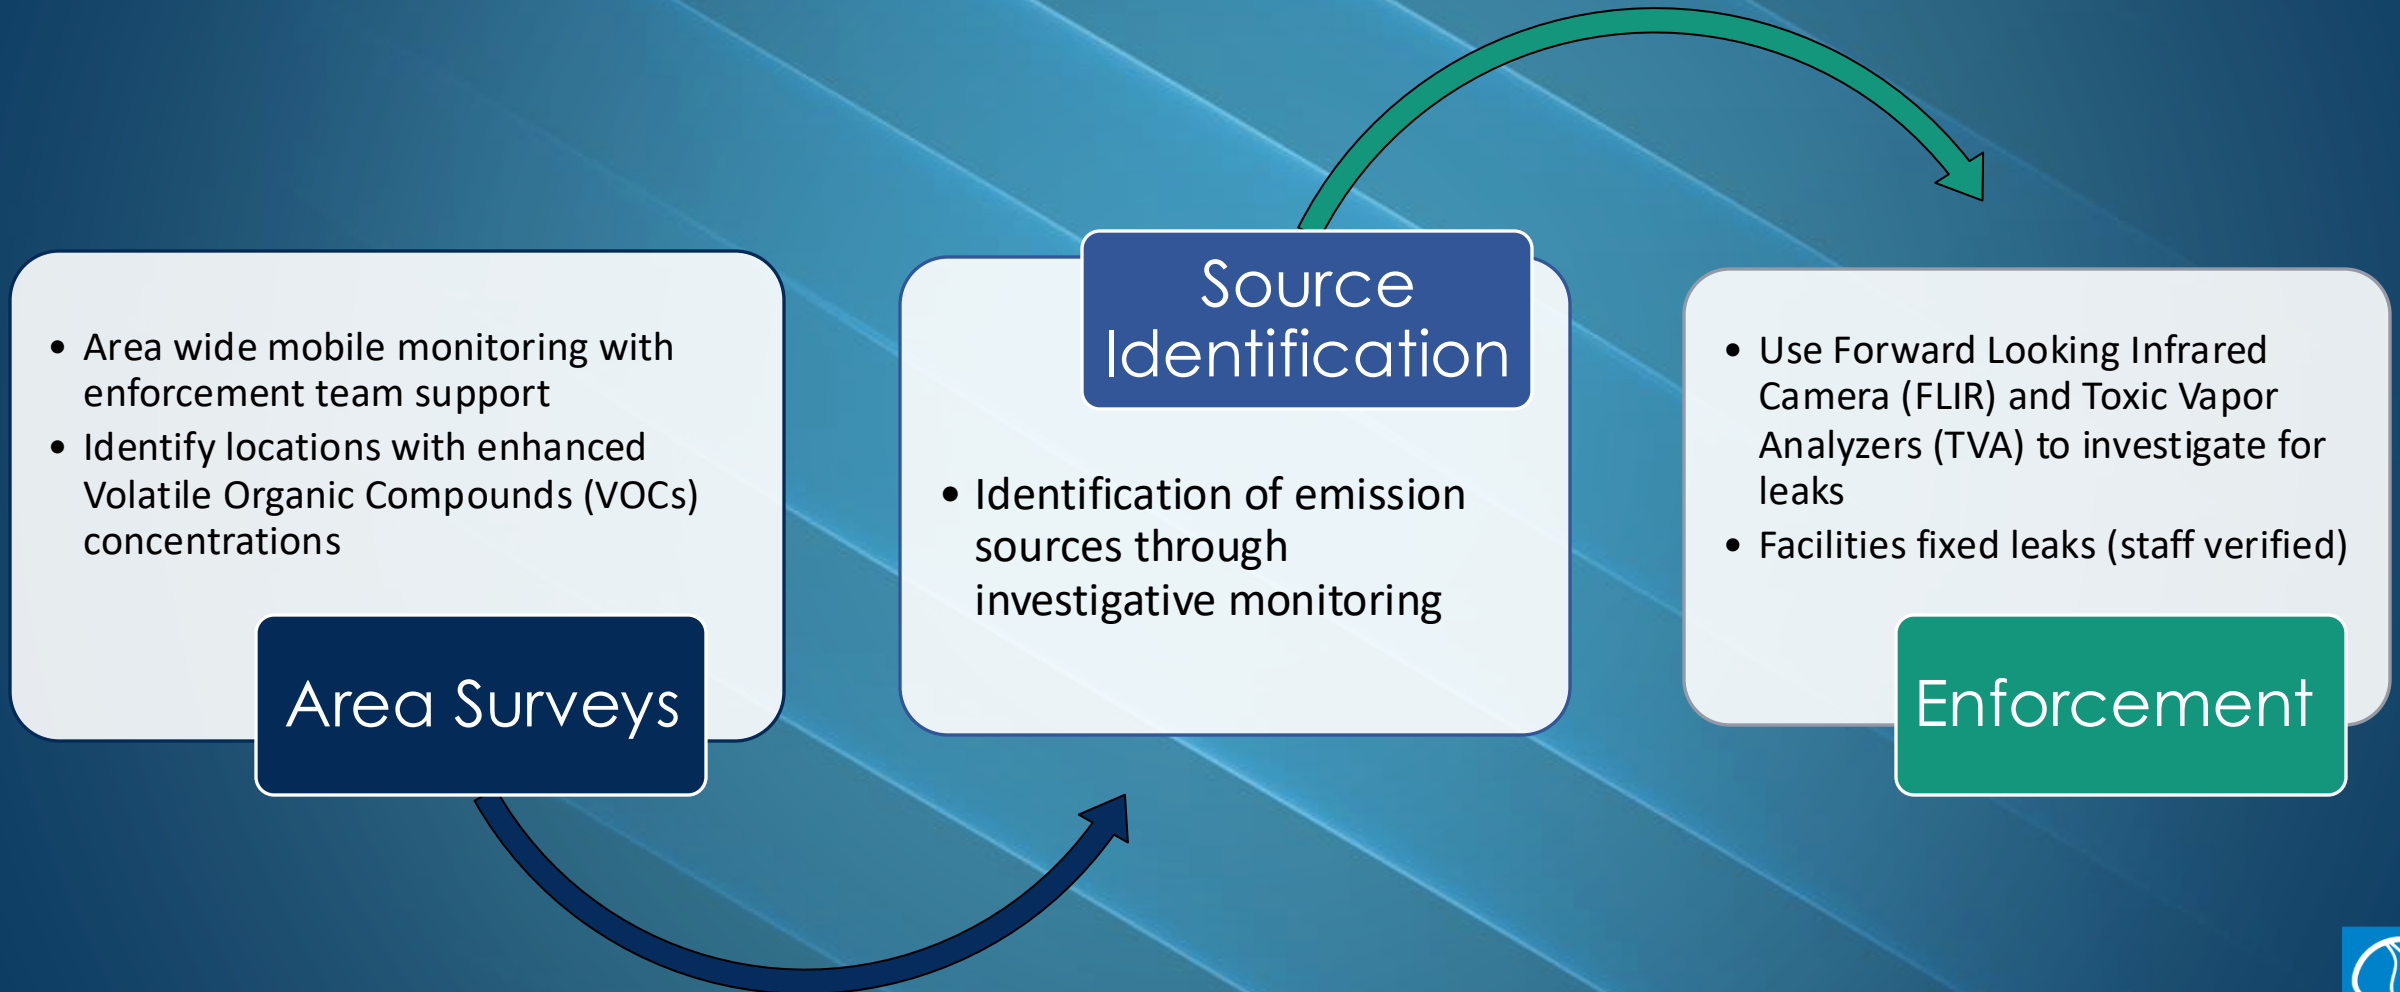 • Area wide mobile monitoring with
enforcement team support
• Identify locations with enhanced
Volatile Organic Compounds (VOCs)
concentrations
Area Surveys
Source
Identification
• Identification of emission
sources through
investigative monitoring
• Use Forward Looking Infrared
Camera (FLIR) and Toxic Vapor
Analyzers (TVA) to investigate for
leaks
• Facilities fixed leaks (staff verified)
Enforcement